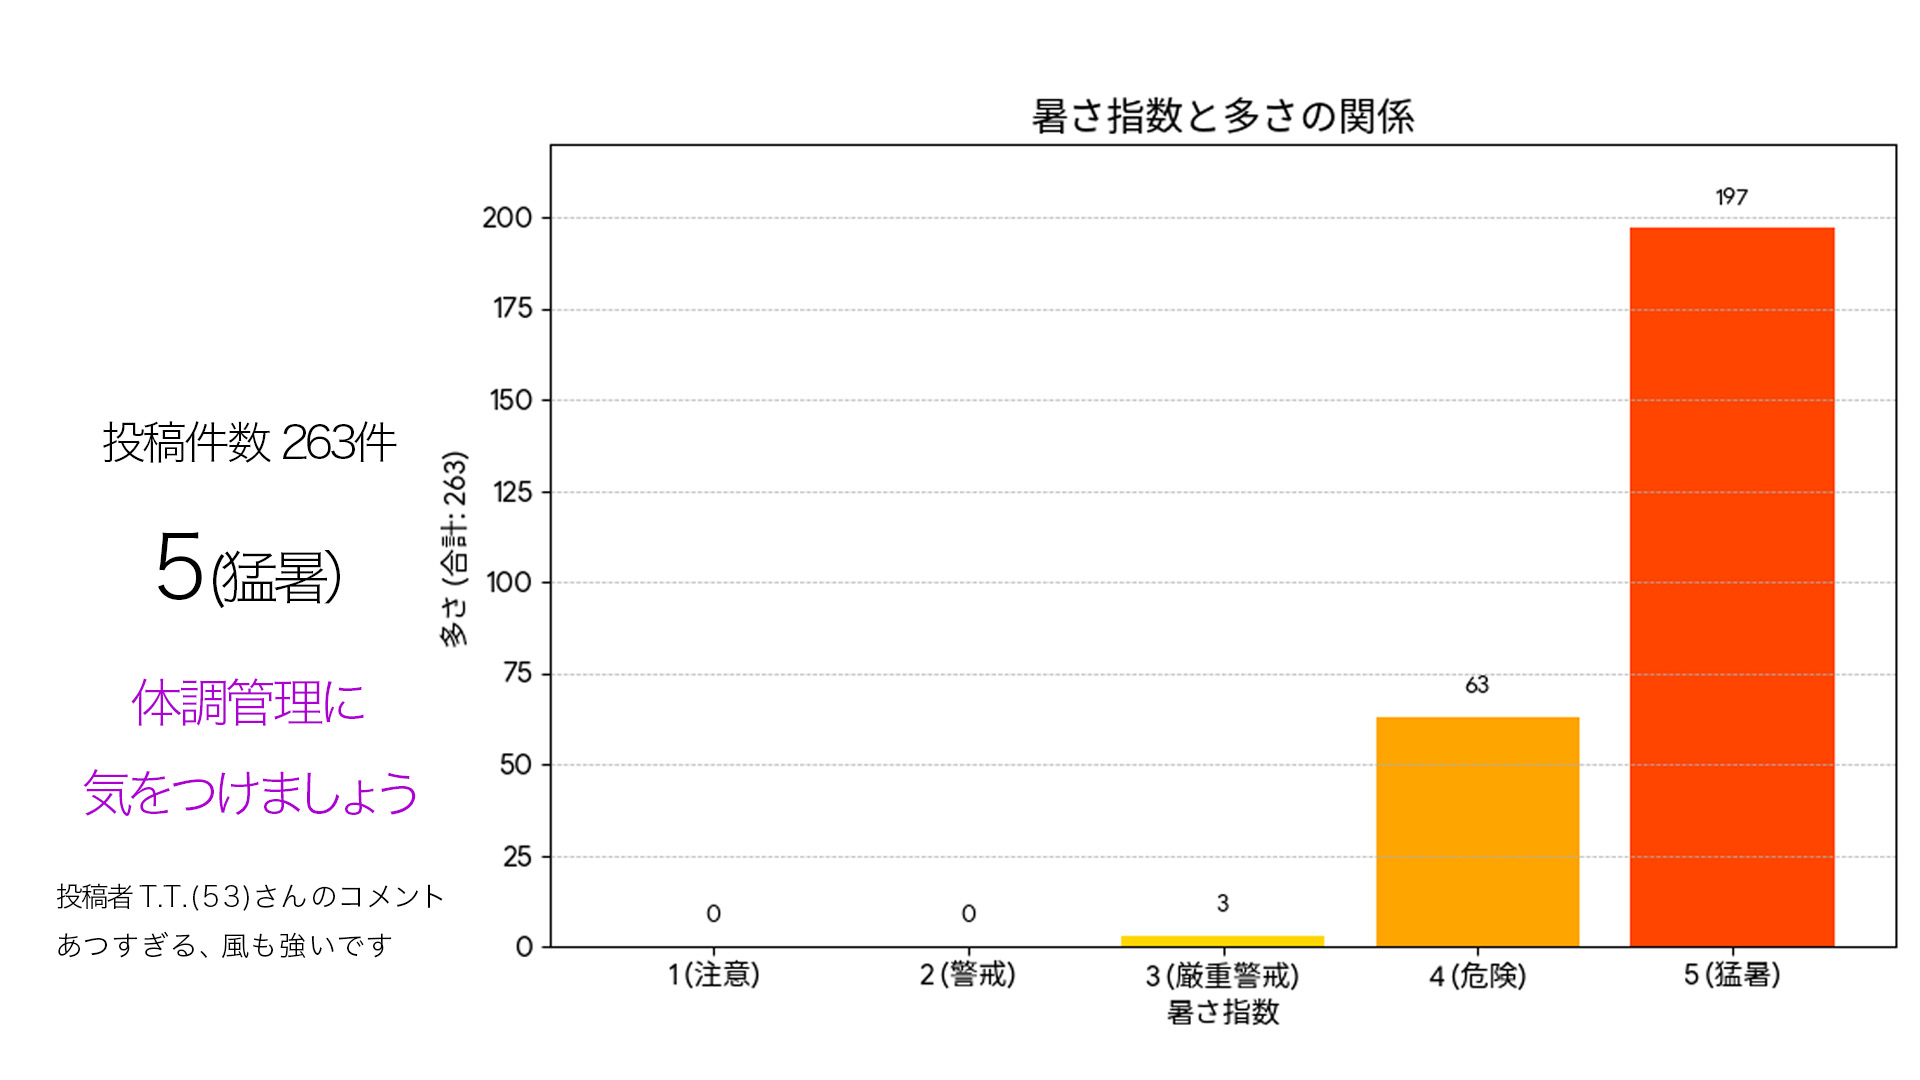 投稿件数 263件
5(猛暑)
体調管理に
気をつけましょう
投稿者 T.T.(53)さんのコメント
あつすぎる、風も強いです
暑さ指数と多さの関係
多さ (合計: 263)
200
175
150
125
100
75
50
25
0
0
0
3
63
197
1 (注意)
2 (警戒)
3 (厳重警戒)
4 (危険)
5 (猛暑)
暑さ指数